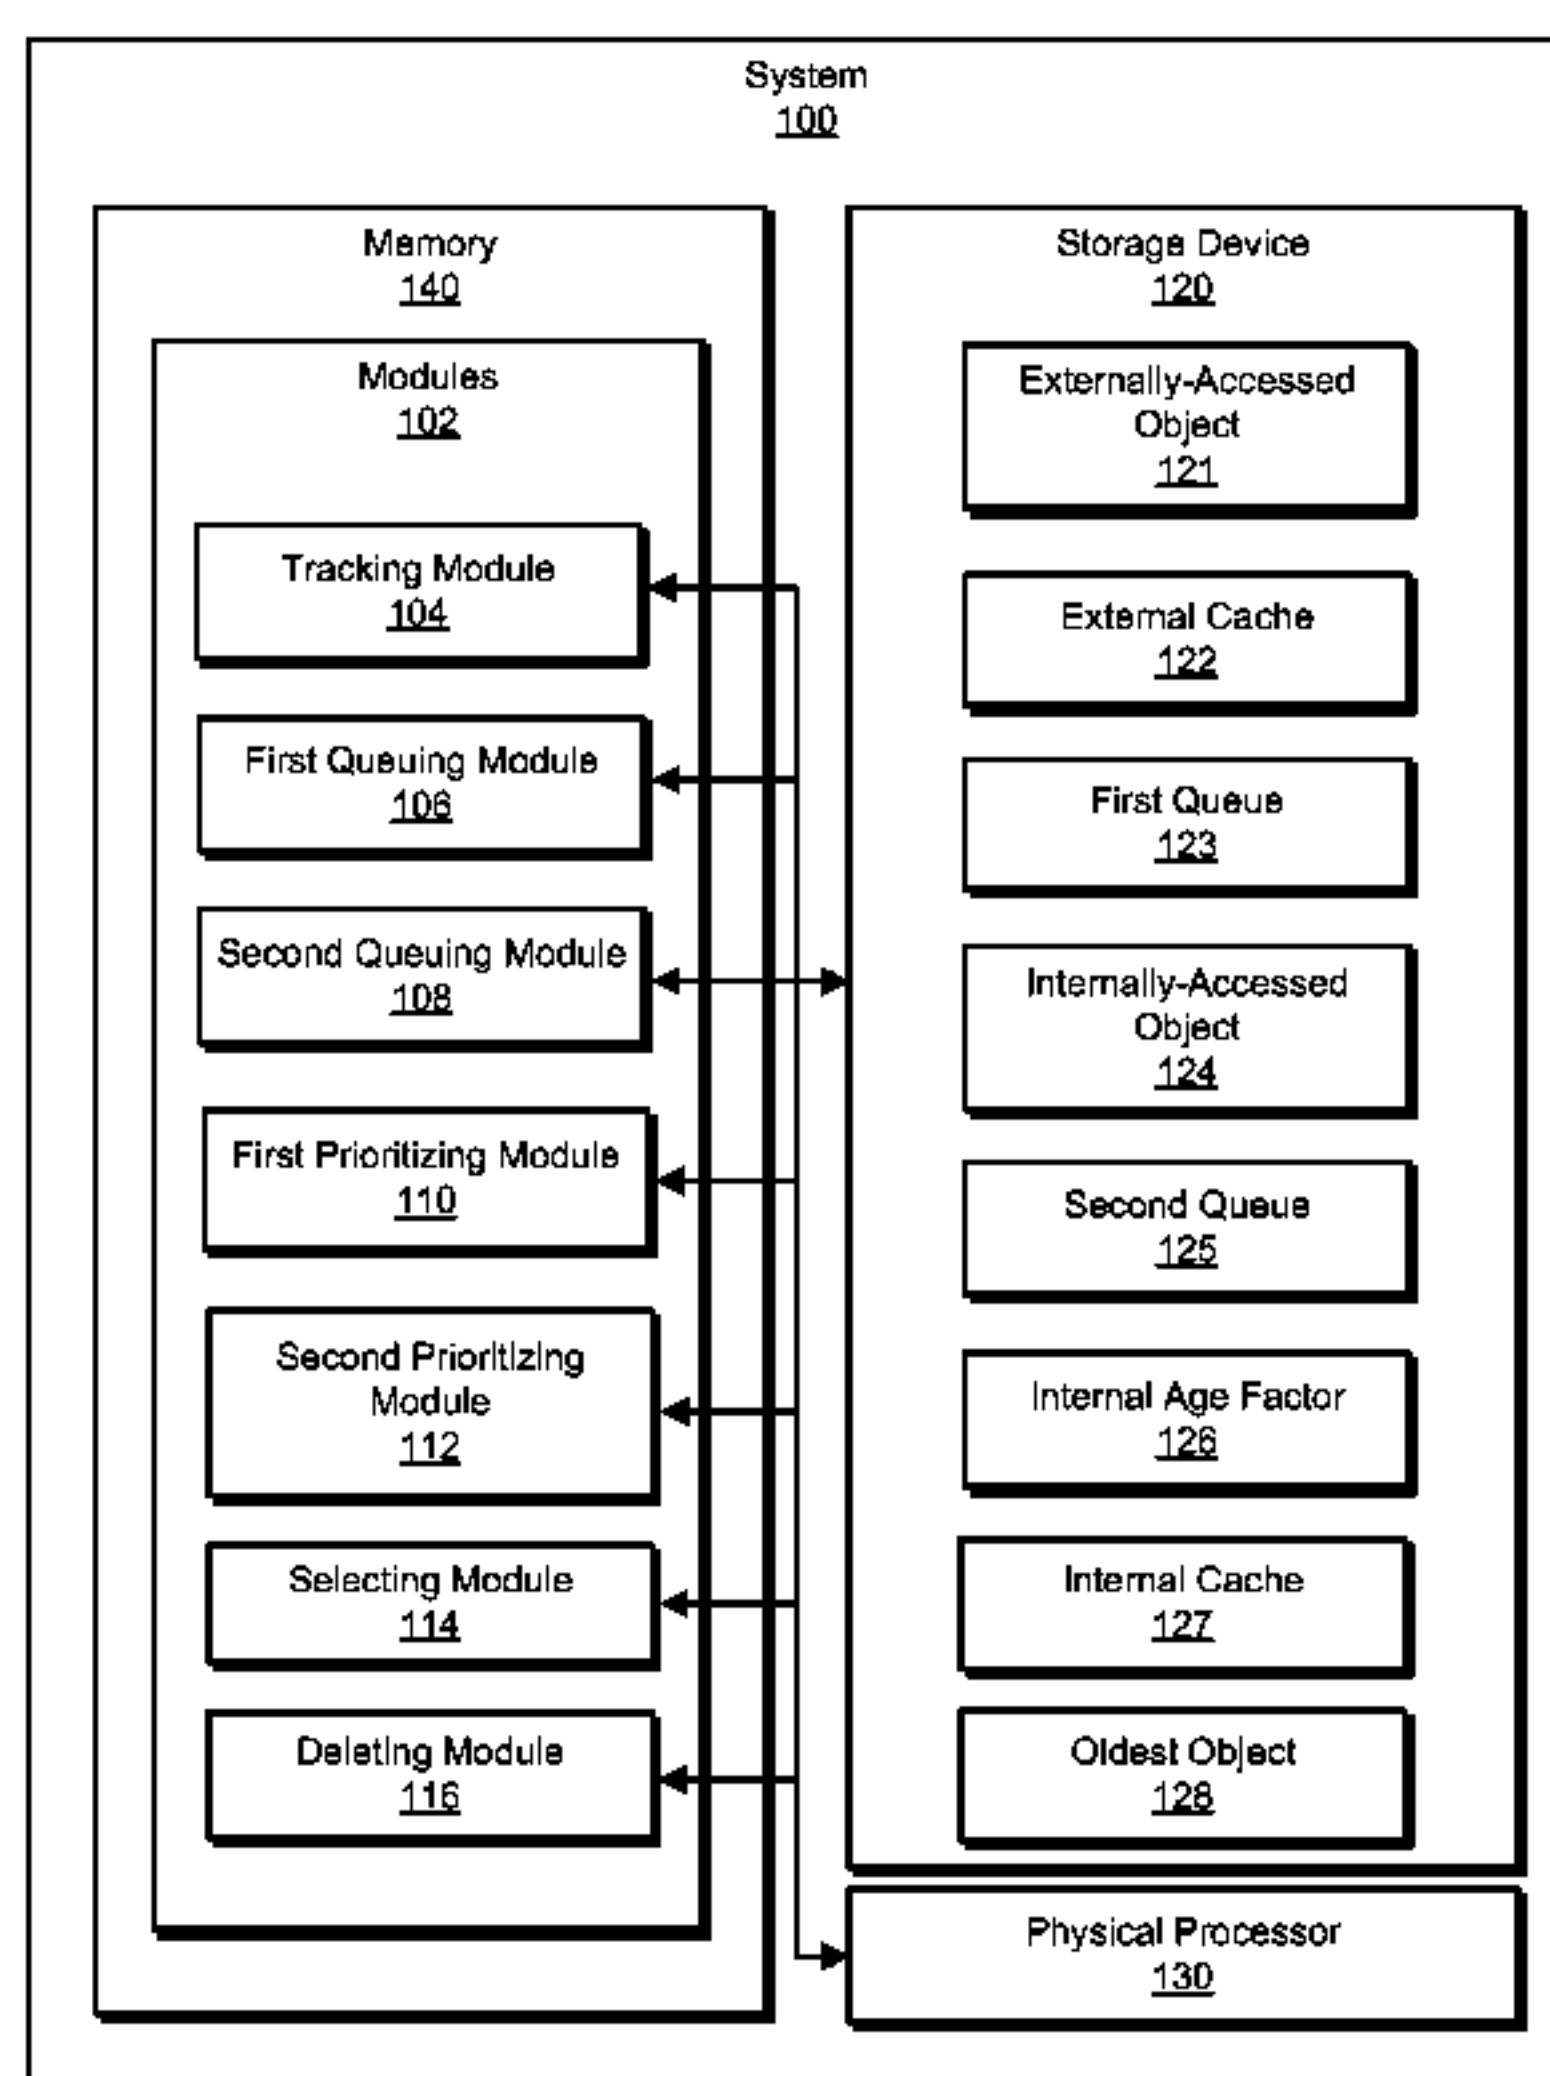 System
100
Memory
140
Modules
102
Tracking Module
104
First Queuing Module
106
Second Queuing Module
108
First Prioritizing Module
110
Second Prioritizing
Module
112
Selecting Module
114
Deleting Module
116
Storage Device
120
Externally-Accessed
Object
121
External Cache
122
First Queue
123
Internally-Accessed
Object
124
Second Queue
125
Internal Age Factor
126
Internal Cache
127
Oldest Object
128
Physical Processor
130